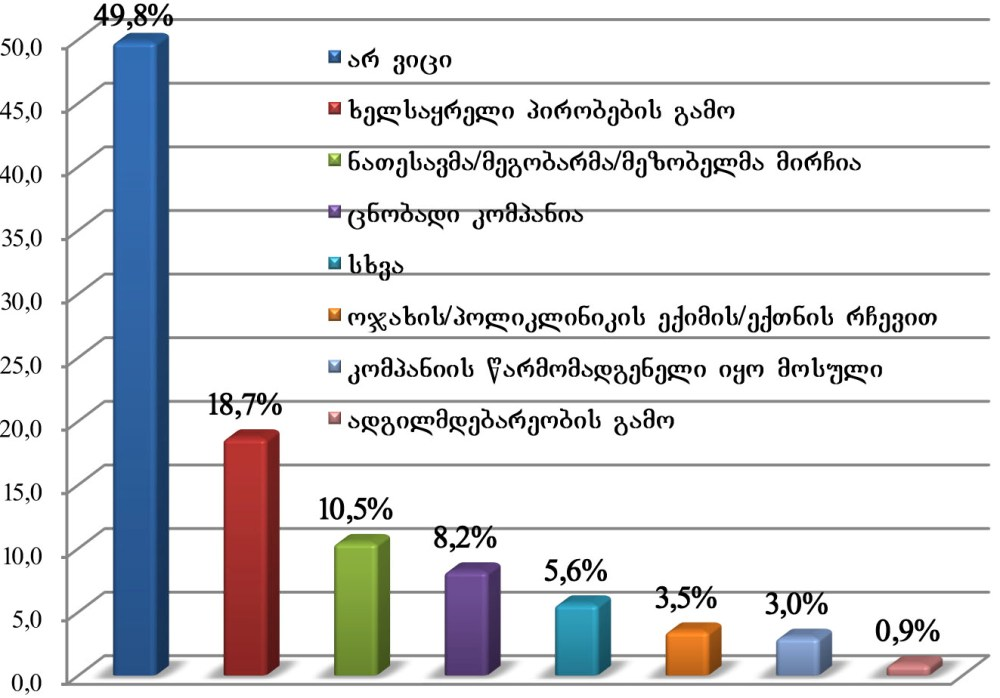 49,8%
50,0
45,0
40,0
35,0
30,0
25,0
20,0
15,0
10,0
5,0
0,0
არ ვიცი
ხელსაყრელი პირობების გამო
ნათესავმა/მეგობარმა/მეზობელმა მირჩია
ცნობადი კომპანია
სხვა
ოჯახის/პოლიკლინიკის ექიმის/ექთნის რჩევით
კომპანიის წარმომადგენელი იყო მოსული
ადგილმდებარეობის გამო
18,7%
10,5%
8,2%
5,6%
3,5%
3,0%
0,9%